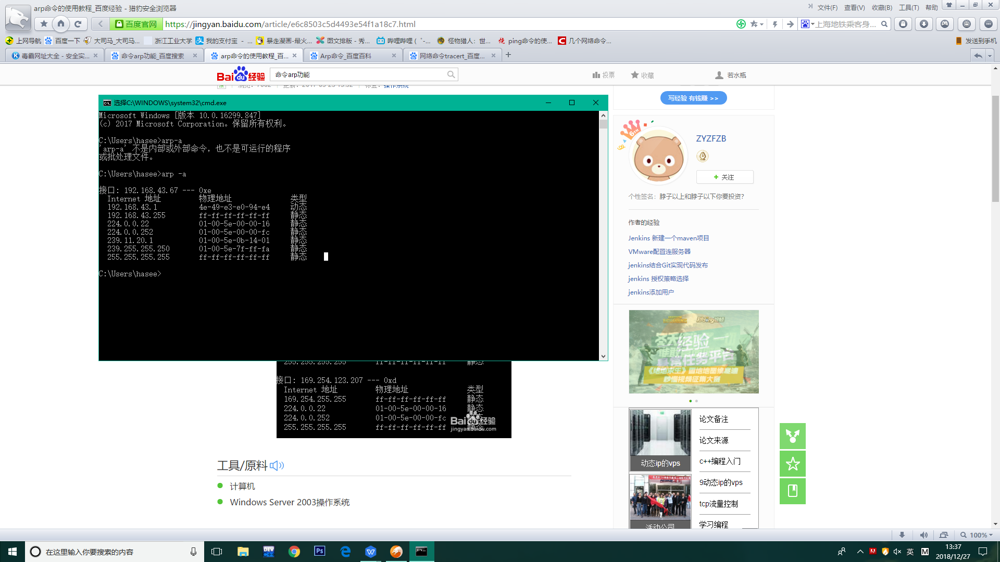 arp命令的使用教程_百度经验 - 猎豹安全浏览器
文件(F) 查看(V) 收藏(B) 工具(T) 帮助
百度官网 https://jingyan.baidu.com/article/e6c8503c5d4493e54f1a18c7.html
上海地铁乘客身...
上网导航 百度一下 大司马_大司马... 浙江工业大学 我的支付宝 - ... 暴走漫画-最火... 图文排版 - 秀... 哔哩哔哩 ( ゜-... 怪物猎人：世... ping命令的使... 几个网络命令... 发送到手机
毒霸网址大全 - 安全实... 命令arp功能_百度搜索 arp命令的使用教程_百... Arp命令_百度百科 网络命令tracert_百度...
Baidu经验 命令arp功能 投票 收藏 若水瓶
操作系统
选择C:\WINDOWS\system32\cmd.exe
Microsoft Windows [版本 10.0.16299.847]
(c) 2017 Microsoft Corporation。保留所有权利。
C:\Users\hasee>arp-a
'arp-a' 不是内部或外部命令，也不是可运行的程序
或批处理文件。
C:\Users\hasee>arp -a
接口: 192.168.43.67 --- 0xe
Internet 地址 物理地址 类型
192.168.43.1 4e-49-e3-e0-94-e4 动态
192.168.43.255 ff-ff-ff-ff-ff-ff 静态
224.0.0.22 01-00-5e-00-00-16 静态
224.0.0.252 01-00-5e-00-00-fc 静态
239.11.20.1 01-00-5e-0b-14-01 静态
239.255.255.250 01-00-5e-7f-ff-fa 静态
255.255.255.255 ff-ff-ff-ff-ff-ff 静态
C:\Users\hasee>
255.255.255.255 ff-ff-ff-ff-ff-ff 静态
接口: 169.254.123.207 --- 0xd
Internet 地址 物理地址 类型
169.254.255.255 ff-ff-ff-ff-ff-ff 静态
224.0.0.22 01-00-5e-00-00-16 静态
224.0.0.252 01-00-5e-00-00-fc 静态
255.255.255.255 ff-ff-ff-ff-ff-ff 静态
Baidu经验
jingyan.baidu.com
工具/原料
计算机
Windows Server 2003操作系统
写经验 有钱赚 >>
6TH
ZYZFZB
+ 关注
个性签名：脖子以上和脖子以下你要投资?
作者的经验
Jenkins 新建一个maven项目
VMware配置连服务器
jenkins结合Git实现代码发布
jenkins 授权策略选择
jenkins添加用户
动态ip的vps
活动公司
论文备注
论文来源
c++编程入门
9动态ip的vps
tcp流量控制
学习编程
100%
在这里输入你要搜索的内容
英
13:37
2018/12/27